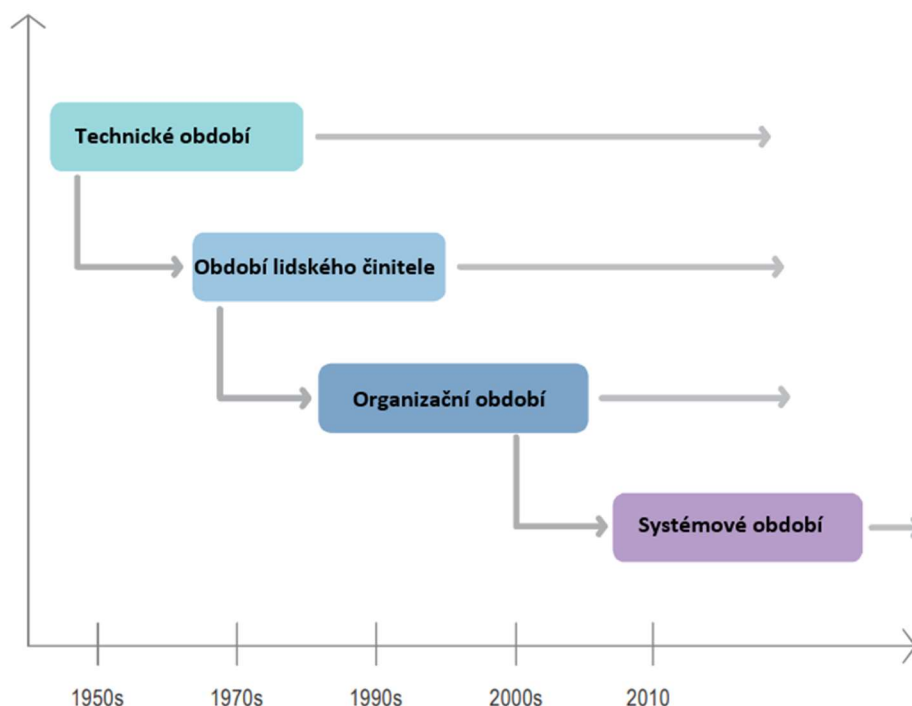 Technické období
Období lidského činitele
Organizační období
Systémové období
1950s 1970s 1990s 2000s 2010